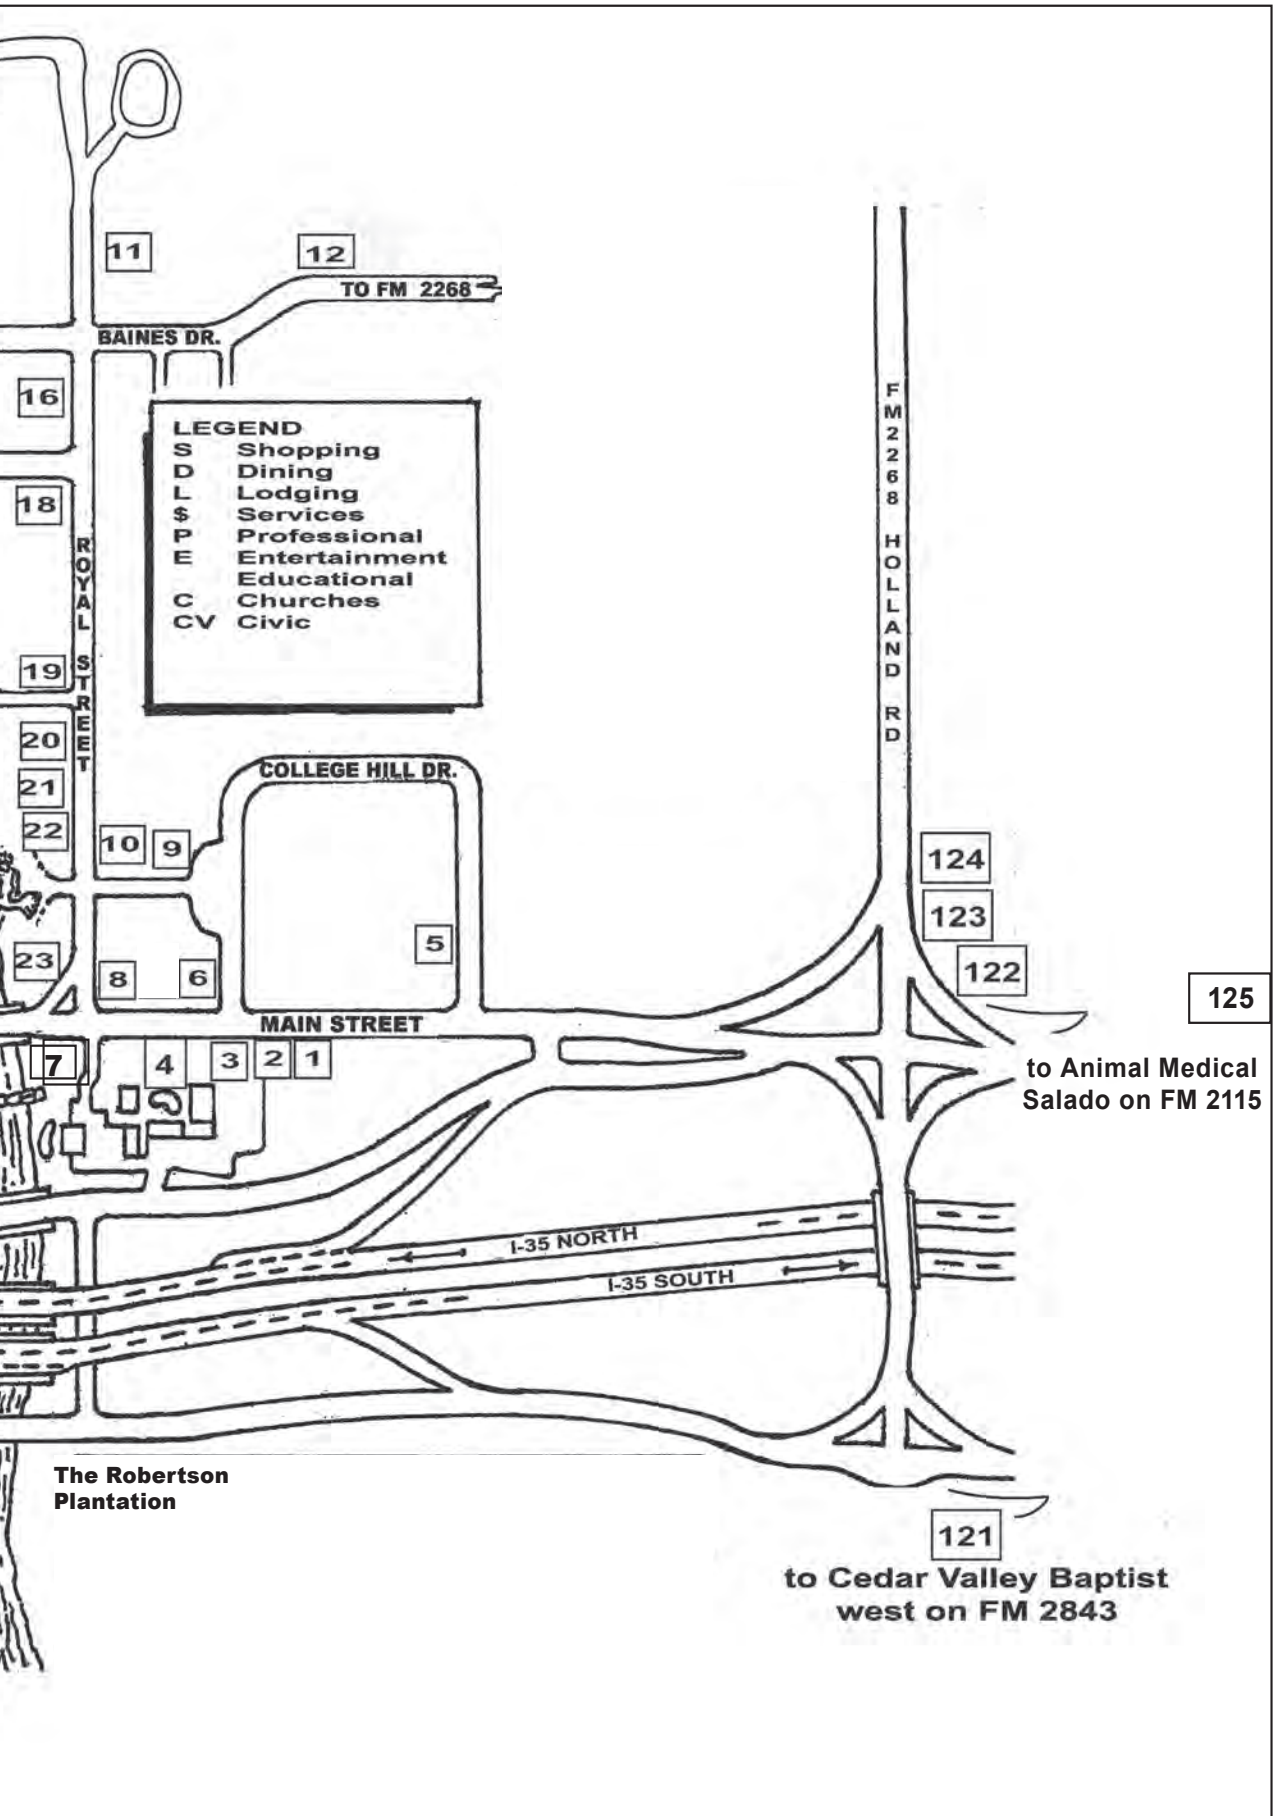 11
12
TO FM 2268
BAINES DR.
16
LEGEND
S Shopping
D Dining
L Lodging
$ Services
P Professional
E Entertainment
Educational
C Churches
CV Civic
18
ROYAL STREET
FM2268 HOLLAND RD
19
20
21
22
COLLEGE HILL DR.
10
9
124
123
122
125
5
23
8
6
MAIN STREET
7
4
3
2
1
to Animal Medical
Salado on FM 2115
I-35 NORTH
I-35 SOUTH
The Robertson
Plantation
121
to Cedar Valley Baptist
west on FM 2843